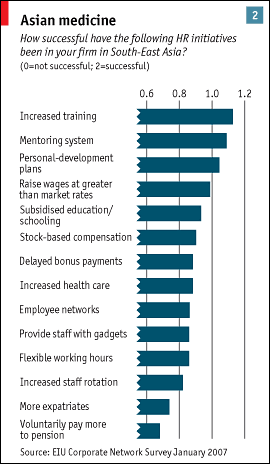 Asian medicine
2
How successful have the following HR initiatives
been in your firm in South-East Asia?
(0=not successful; 2=successful)
0.6 0.8 1.0 1.2
Increased training
Mentoring system
Personal-development
plans
Raise wages at greater
than market rates
Subsidised education/
schooling
Stock-based compensation
Delayed bonus payments
Increased health care
Employee networks
Provide staff with gadgets
Flexible working hours
Increased staff rotation
More expatriates
Voluntarily pay more
to pension
Source: EIU Corporate Network Survey January 2007